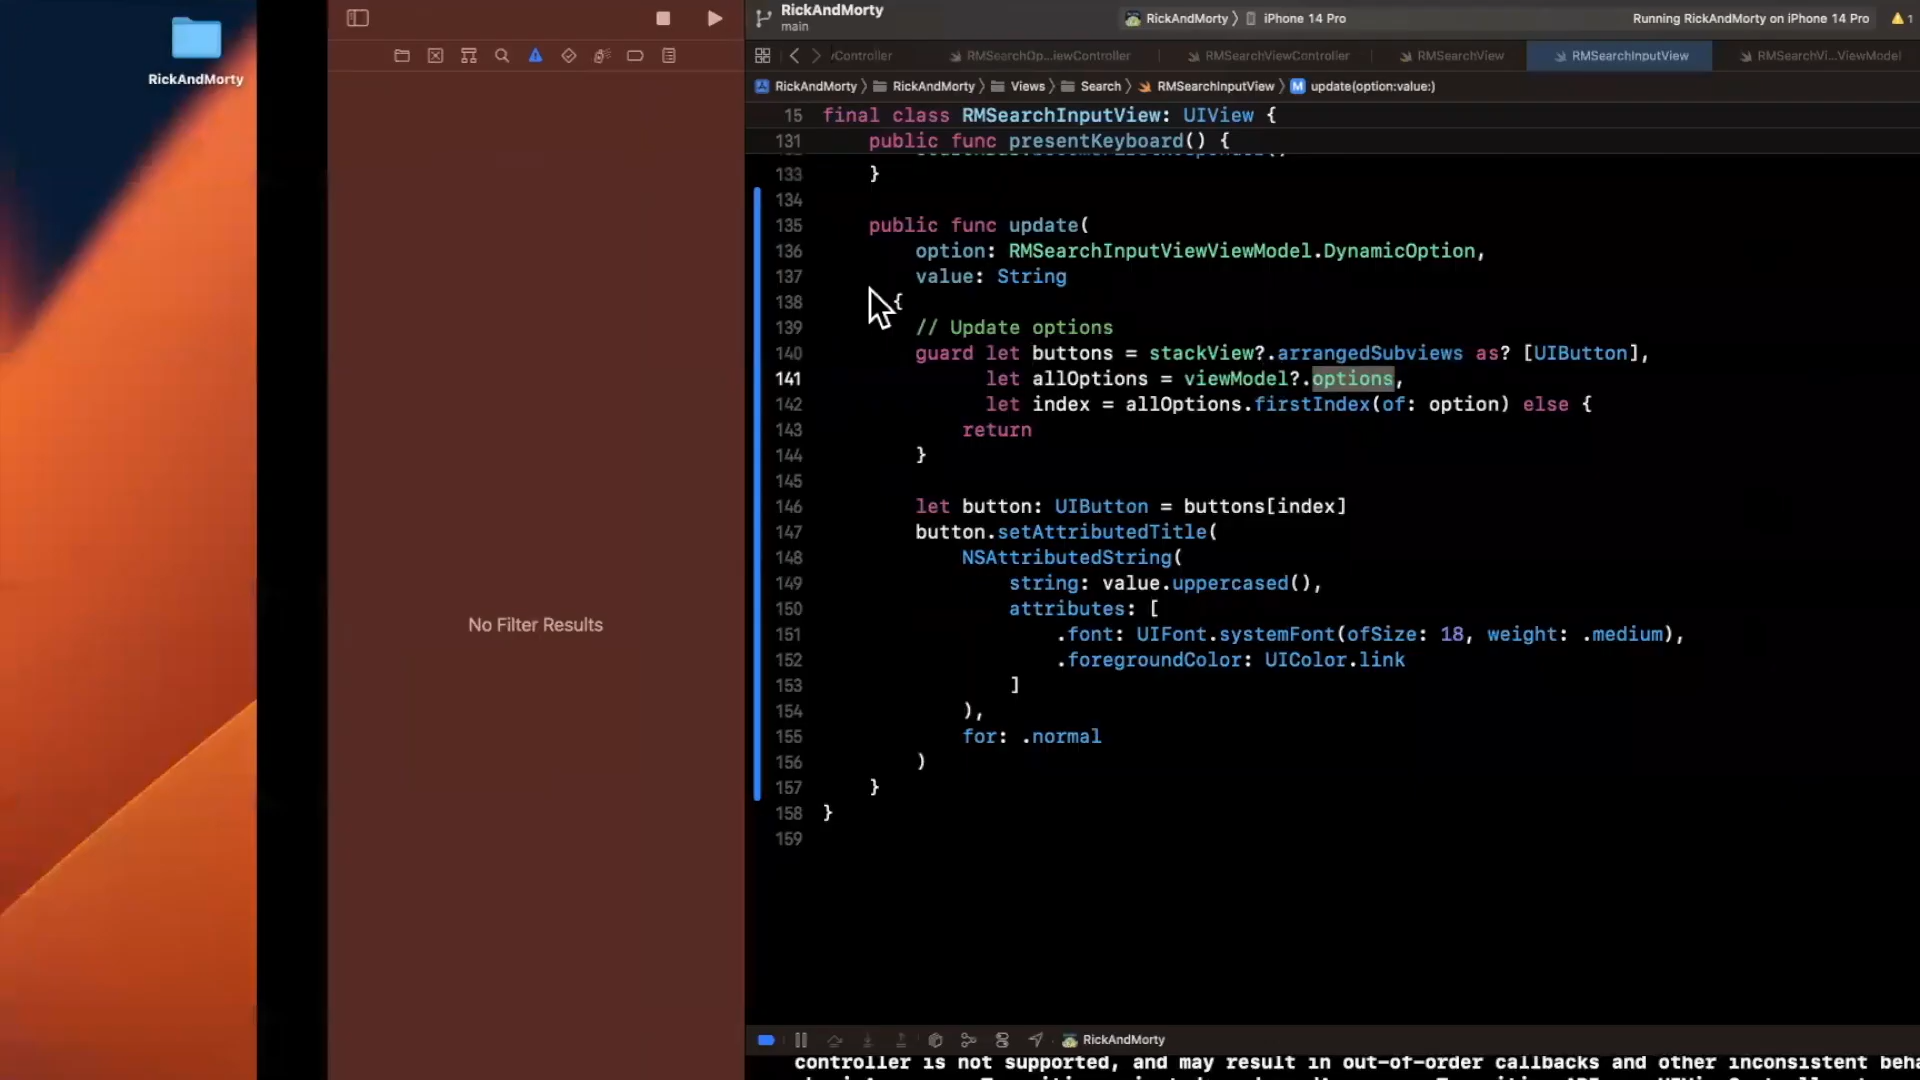 RickAndMorty
No Filter Results
RickAndMorty
main
RickAndMorty 〉 iPhone 14 Pro
Running RickAndMorty on iPhone 14 Pro
1
Controller
RMSearchOp...iewController
RMSearchViewController
RMSearchView
RMSearchInputView
RMSearchVi...ViewModel
RickAndMorty 〉 RickAndMorty 〉 Views 〉 Search 〉 RMSearchInputView 〉 M update(option:value:)
15 final class RMSearchInputView: UIView {
131 public func presentKeyboard() {
133 }
134
135 public func update(
136 option: RMSearchInputViewViewModel.DynamicOption,
137 value: String
138 {
139 // Update options
140 guard let buttons = stackView?.arrangedSubviews as? [UIButton],
141 let allOptions = viewModel?.options,
142 let index = allOptions.firstIndex(of: option) else {
143 return
144 }
145
146 let button: UIButton = buttons[index]
147 button.setAttributedTitle(
148 NSAttributedString(
149 string: value.uppercased(),
150 attributes: [
151 .font: UIFont.systemFont(ofSize: 18, weight: .medium),
152 .foregroundColor: UIColor.link
153 ]
154 ),
155 for: .normal
156 )
157 }
158 }
159
RickAndMorty
controller is not supported, and may result in out-of-order callbacks and other inconsistent beha